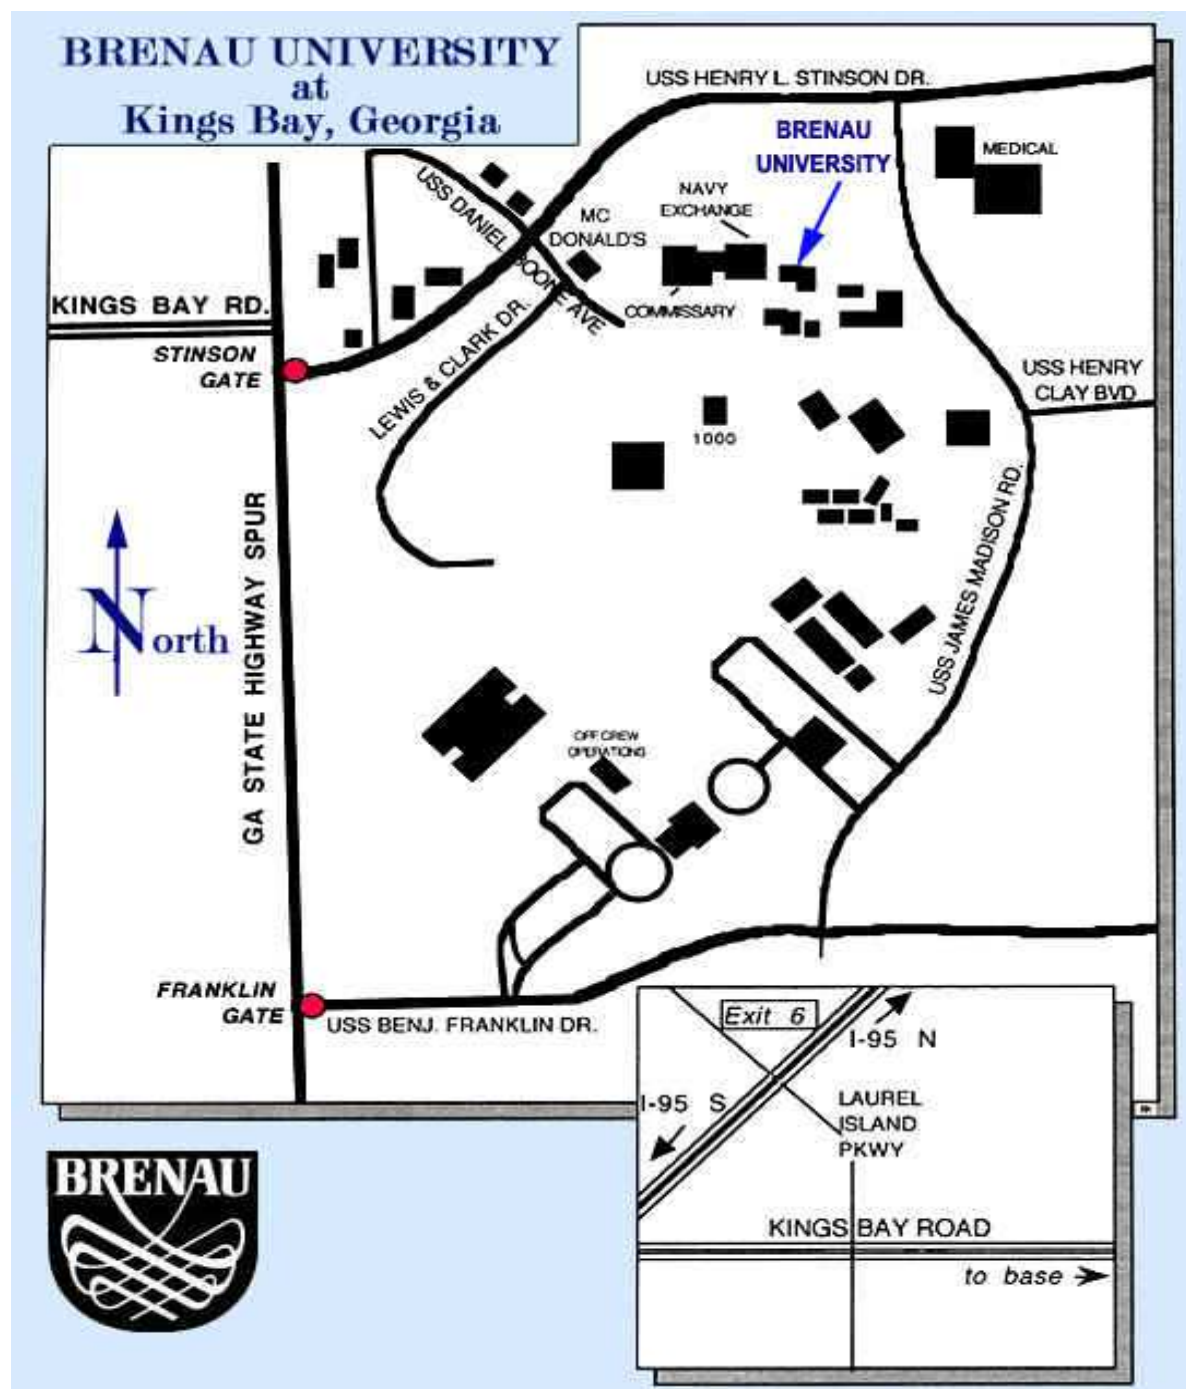 BRENAU UNIVERSITY
at
Kings Bay, Georgia
USS HENRY L. STINSON DR.
BRENAU
UNIVERSITY
MEDICAL
USS DANIEL BOONE AVE
MC
DONALD'S
NAVY
EXCHANGE
COMMISSARY
KINGS BAY RD.
STINSON
GATE
LEWIS & CLARK DR.
USS HENRY
CLAY BVD
1000
GA STATE HIGHWAY SPUR
USS JAMES MADISON RD.
North
OFF CREW
OPERATIONS
FRANKLIN
GATE
USS BENJ. FRANKLIN DR.
Exit 6
I-95 N
I-95 S
LAUREL
ISLAND
PKWY
KINGS BAY ROAD
to base
BRENAU